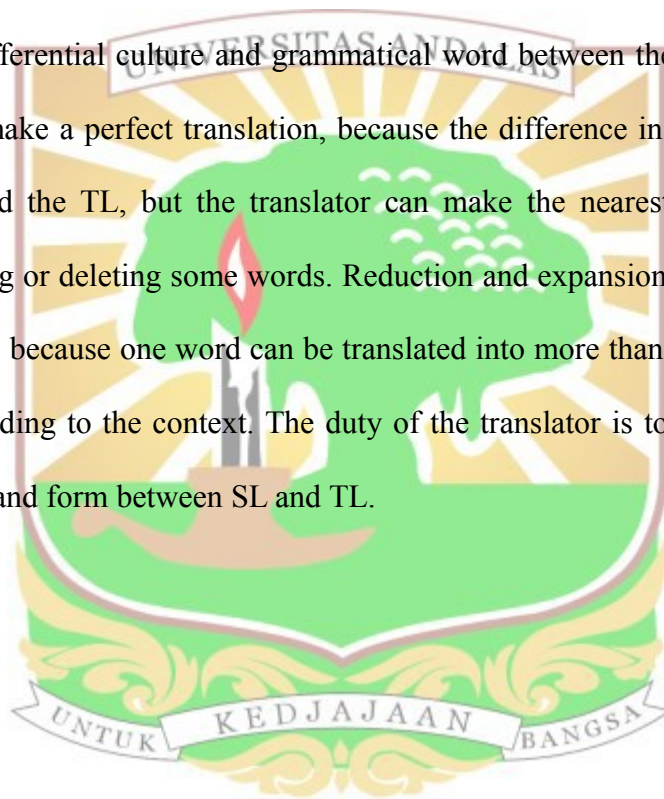 UNIVERSITAS ANDALAS
fferential culture and grammatical word between the
nake a perfect translation, because the difference in
d the TL, but the translator can make the nearest
g or deleting some words. Reduction and expansion
because one word can be translated into more than
ding to the context. The duty of the translator is to
and form between SL and TL.
UNTUK KEDJAJAAN BANGSA